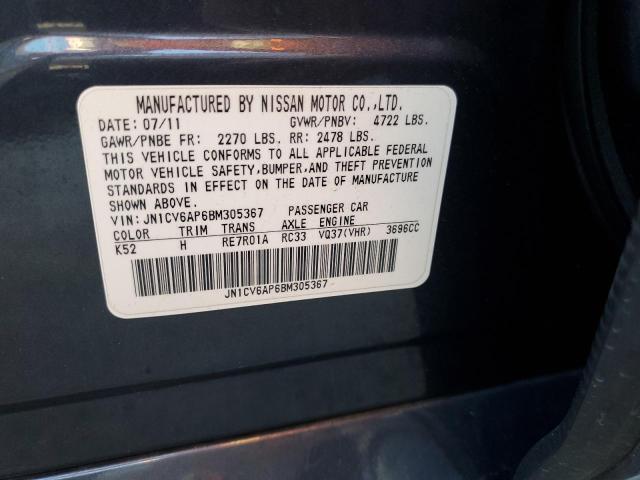 MANUFACTURED BY NISSAN MOTOR CO.,LTD.
DATE: 07/11 GVWR/PNBV: 4722 LBS.
GAWR/PNBE FR: 2270 LBS. RR: 2478 LBS.
THIS VEHICLE CONFORMS TO ALL APPLICABLE FEDERAL
MOTOR VEHICLE SAFETY,BUMPER,AND THEFT PREVENTION
STANDARDS IN EFFECT ON THE DATE OF MANUFACTURE
SHOWN ABOVE.
VIN: JN1CV6AP6BM305367 PASSENGER CAR
COLOR TRIM TRANS AXLE ENGINE
K52 H RE7R01A RC33 VQ37(VHR) 3696CC
JN1CV6AP6BM305367